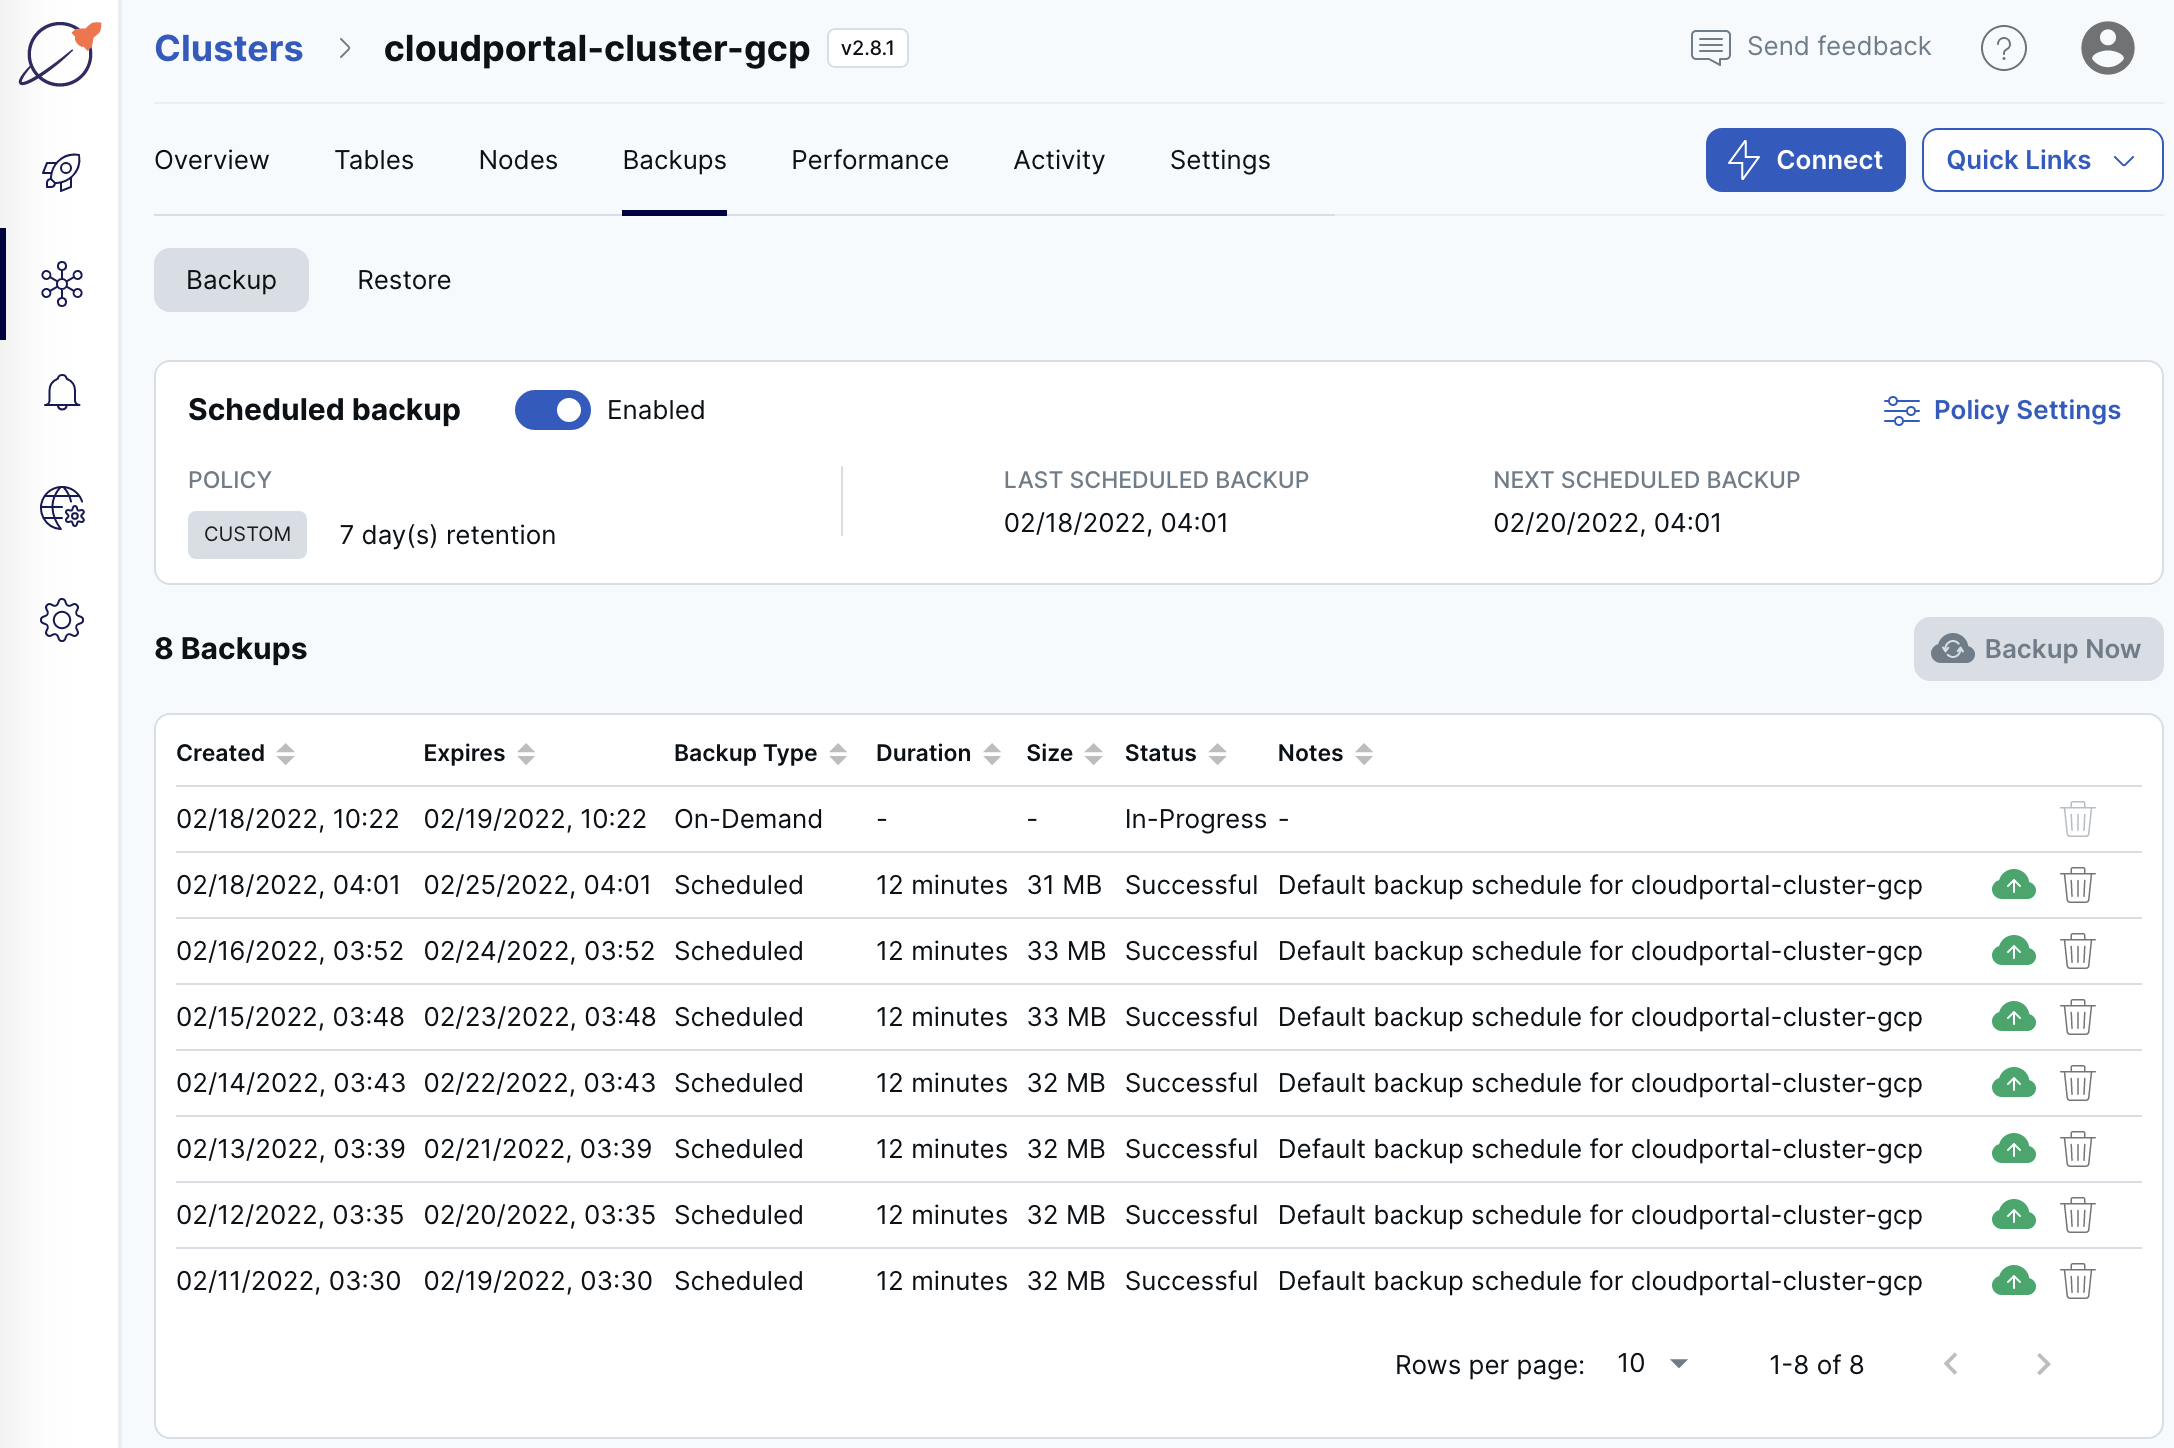 Clusters > cloudportal-cluster-gcp v2.8.1 Send feedback ?
Overview Tables Nodes Backups Performance Activity Settings Connect Quick Links
Backup Restore
Scheduled backup Enabled Policy Settings
POLICY LAST SCHEDULED BACKUP NEXT SCHEDULED BACKUP
CUSTOM 7 day(s) retention 02/18/2022, 04:01 02/20/2022, 04:01
8 Backups Backup Now
Created Expires Backup Type Duration Size Status Notes
02/18/2022, 10:22 02/19/2022, 10:22 On-Demand - - In-Progress -
02/18/2022, 04:01 02/25/2022, 04:01 Scheduled 12 minutes 31 MB Successful Default backup schedule for cloudportal-cluster-gcp
02/16/2022, 03:52 02/24/2022, 03:52 Scheduled 12 minutes 33 MB Successful Default backup schedule for cloudportal-cluster-gcp
02/15/2022, 03:48 02/23/2022, 03:48 Scheduled 12 minutes 33 MB Successful Default backup schedule for cloudportal-cluster-gcp
02/14/2022, 03:43 02/22/2022, 03:43 Scheduled 12 minutes 32 MB Successful Default backup schedule for cloudportal-cluster-gcp
02/13/2022, 03:39 02/21/2022, 03:39 Scheduled 12 minutes 32 MB Successful Default backup schedule for cloudportal-cluster-gcp
02/12/2022, 03:35 02/20/2022, 03:35 Scheduled 12 minutes 32 MB Successful Default backup schedule for cloudportal-cluster-gcp
02/11/2022, 03:30 02/19/2022, 03:30 Scheduled 12 minutes 32 MB Successful Default backup schedule for cloudportal-cluster-gcp
Rows per page: 10 1-8 of 8